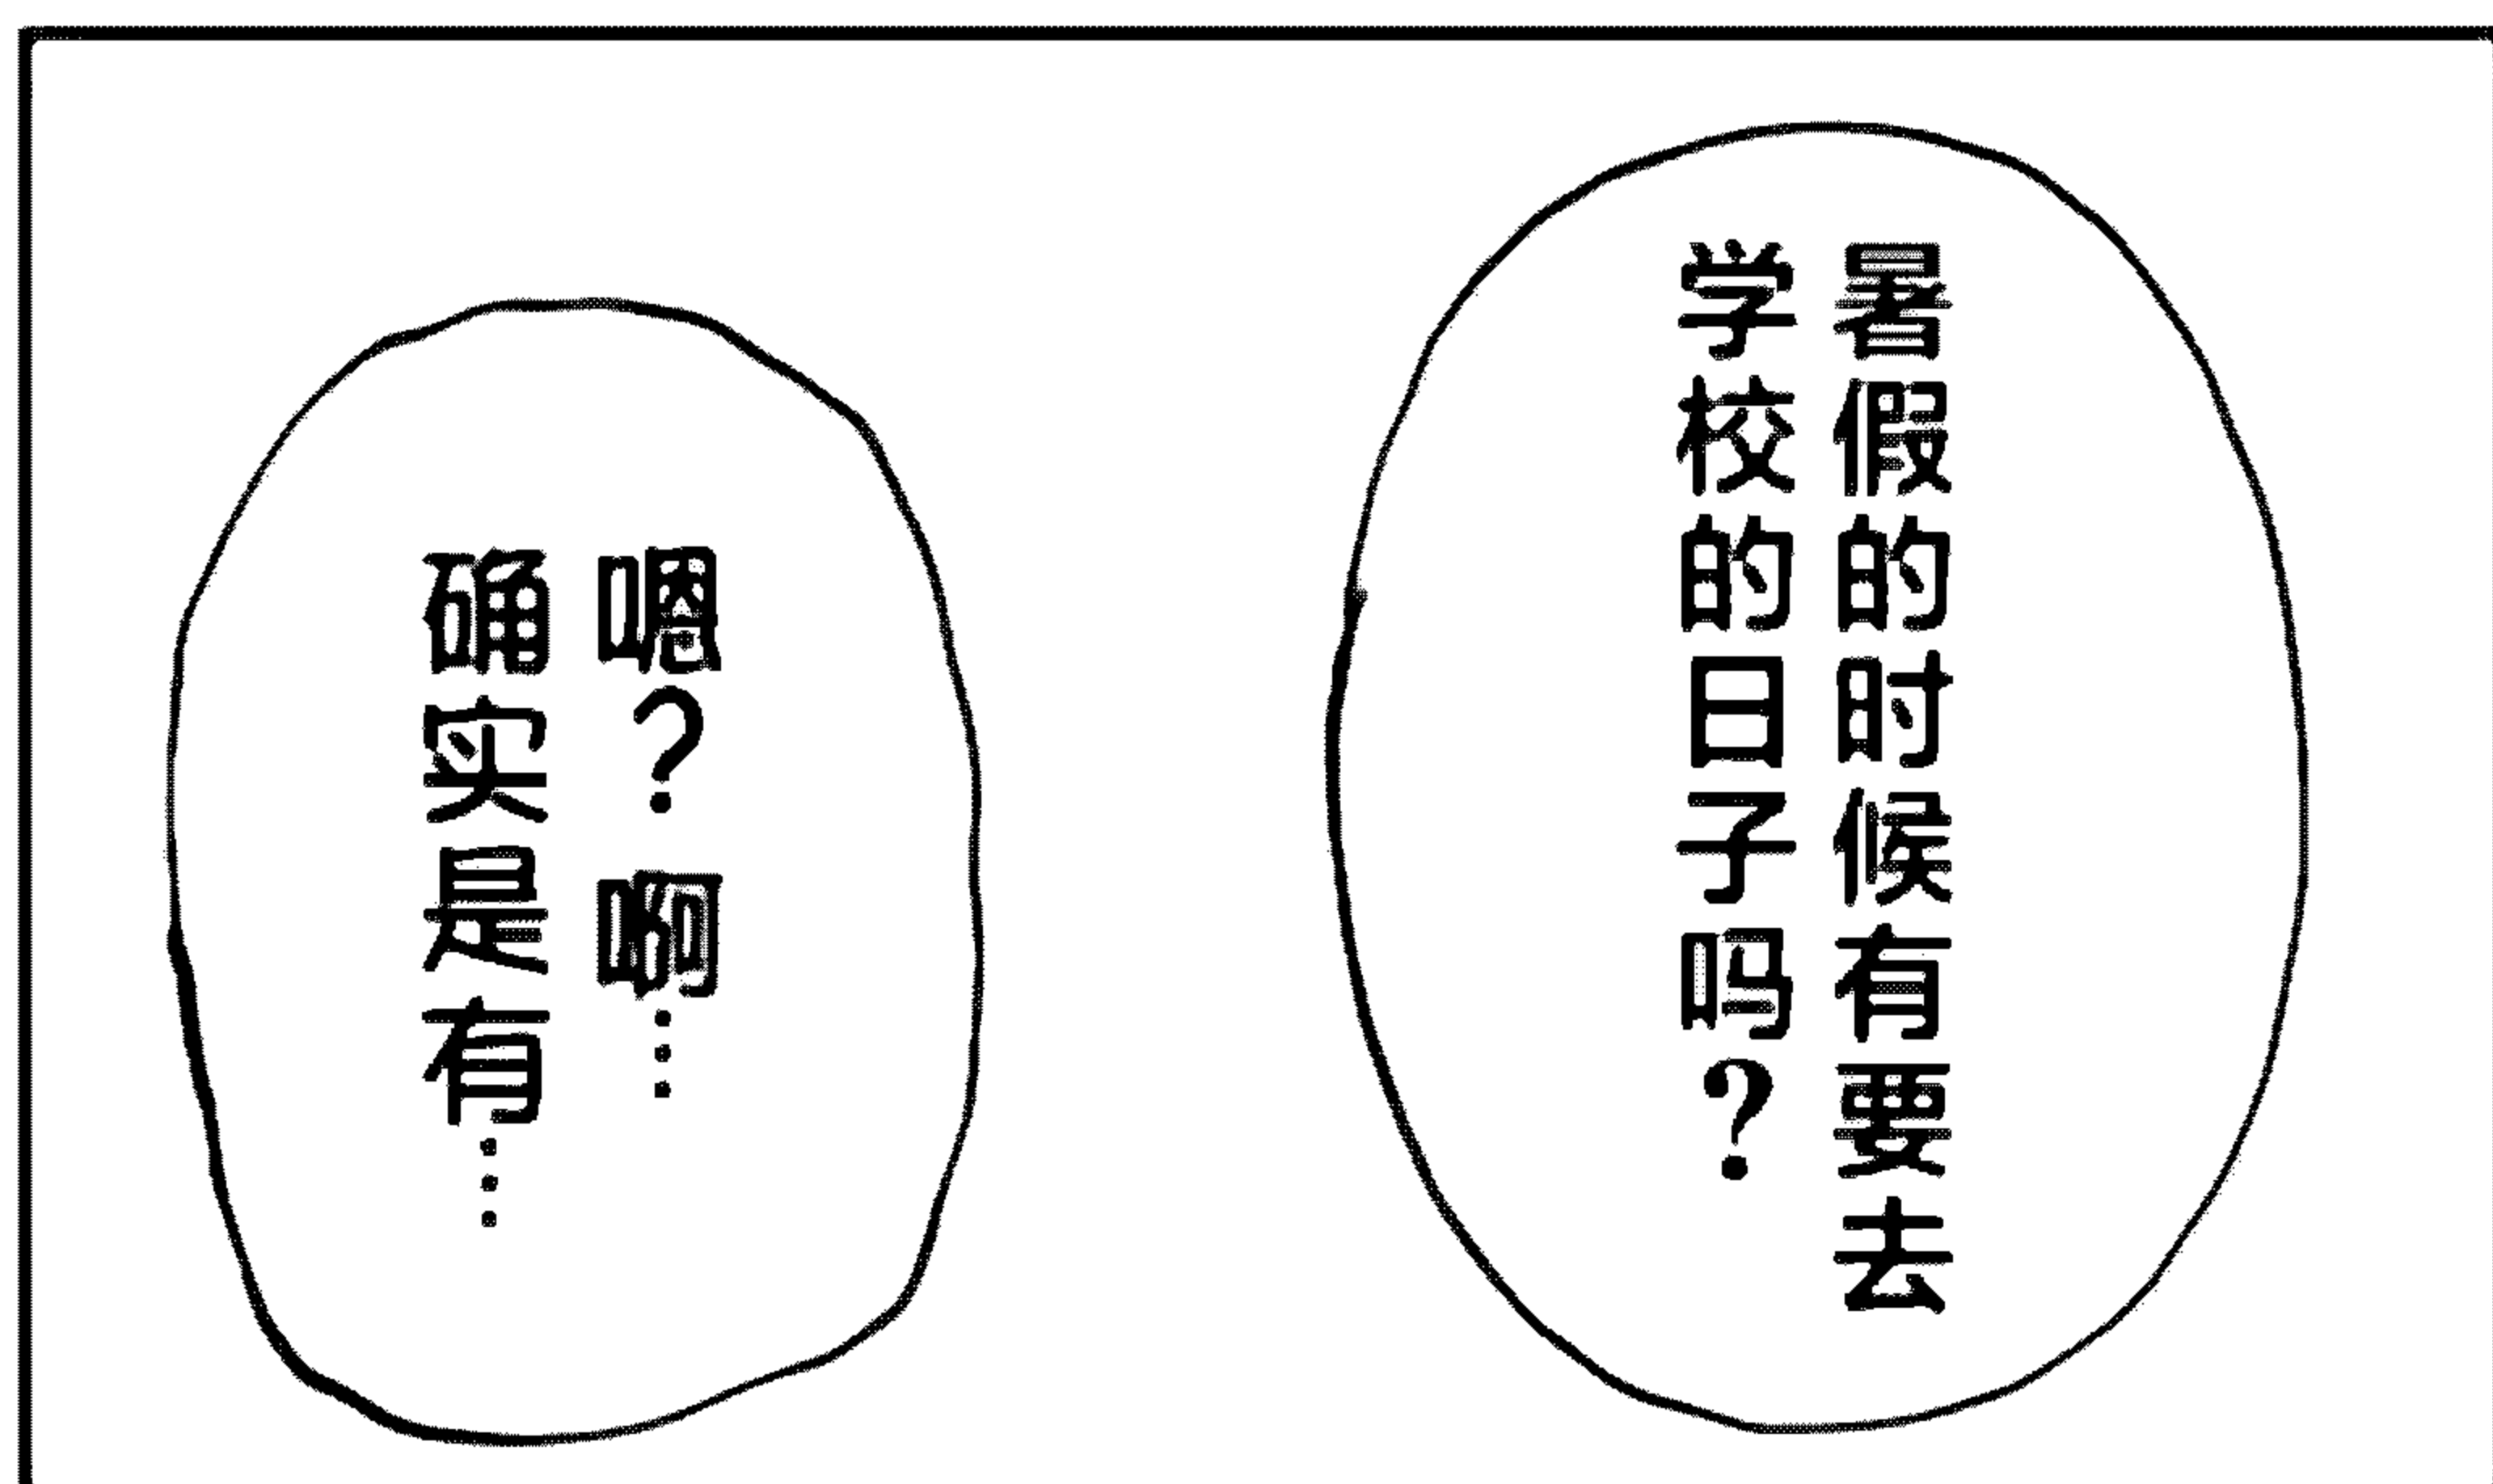 暑假的时候有要去
学校的日子吗?
嗯?啊…
确实是有…